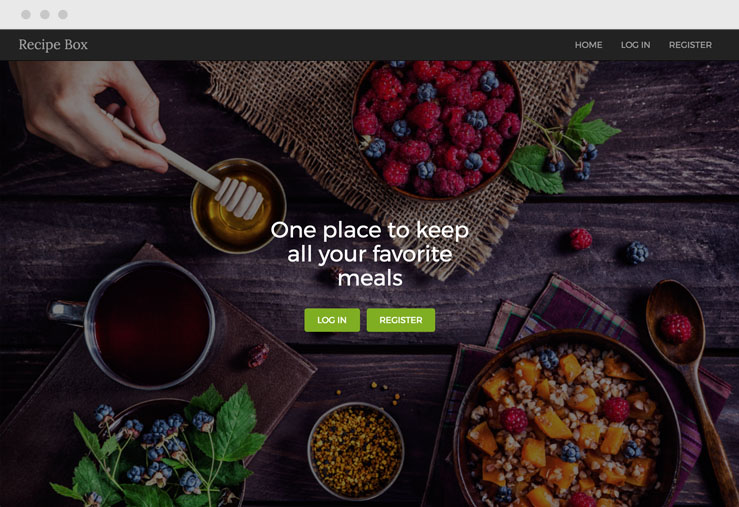 Recipe Box
HOME LOG IN REGISTER
One place to keep
all your favorite
meals
LOG IN REGISTER